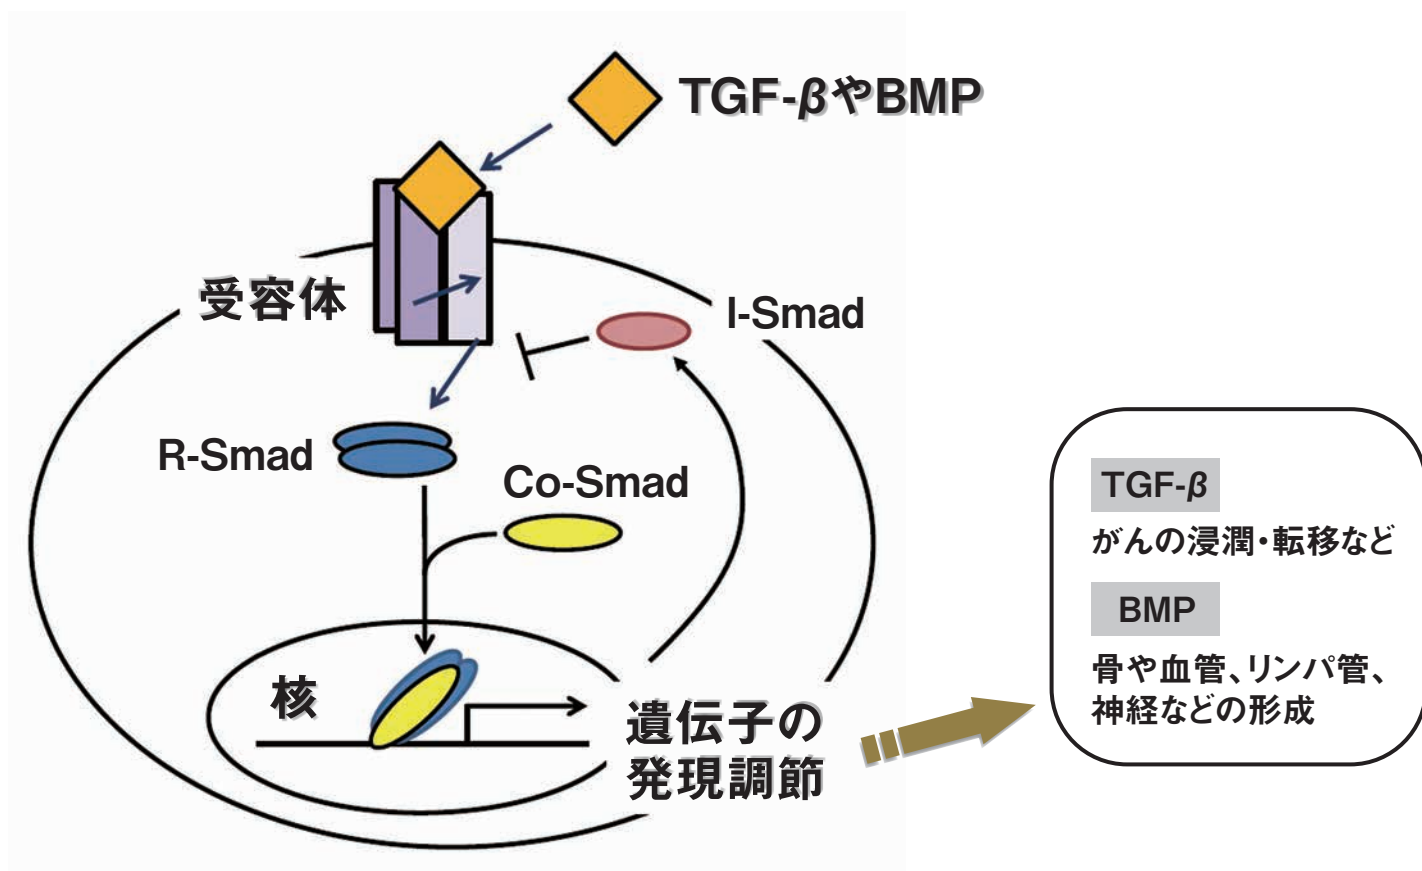 TGF-βやBMP
受容体
I-Smad
R-Smad
Co-Smad
核
遺伝子の
発現調節
TGF-β
がんの浸潤・転移など
BMP
骨や血管、リンパ管、
神経などの形成